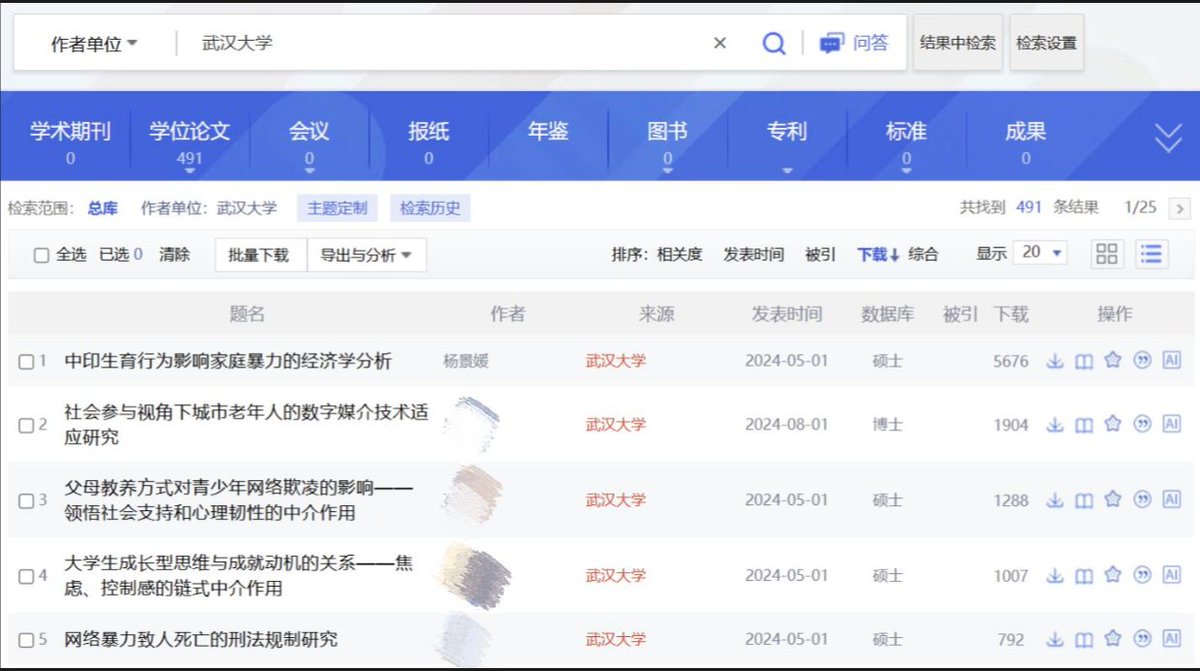 作者单位 武汉大学 × 问答 结果中检索 检索设置
学术期刊 学位论文 会议 报纸 年鉴 图书 专利 标准 成果
0 491 0 0 0 0 0
检索范围： 总库 作者单位：武汉大学 主题定制 检索历史 共找到 491 条结果 1/25 >
全选 已选 0 清除 批量下载 导出与分析 排序： 相关度 发表时间 被引 下载↓ 综合 显示 20
题名 作者 来源 发表时间 数据库 被引 下载 操作
1 中印生育行为影响家庭暴力的经济学分析 杨景媛 武汉大学 2024-05-01 硕士 5676 AI
2 社会参与视角下城市老年人的数字媒介技术适 武汉大学 2024-08-01 博士 1904 AI
应研究
3 父母教养方式对青少年网络欺凌的影响—— 武汉大学 2024-05-01 硕士 1288 AI
领悟社会支持和心理韧性的中介作用
4 大学生成长型思维与成就动机的关系——焦 武汉大学 2024-05-01 硕士 1007 AI
虑、控制感的链式中介作用
5 网络暴力致人死亡的刑法规制研究 武汉大学 2024-05-01 硕士 792 AI